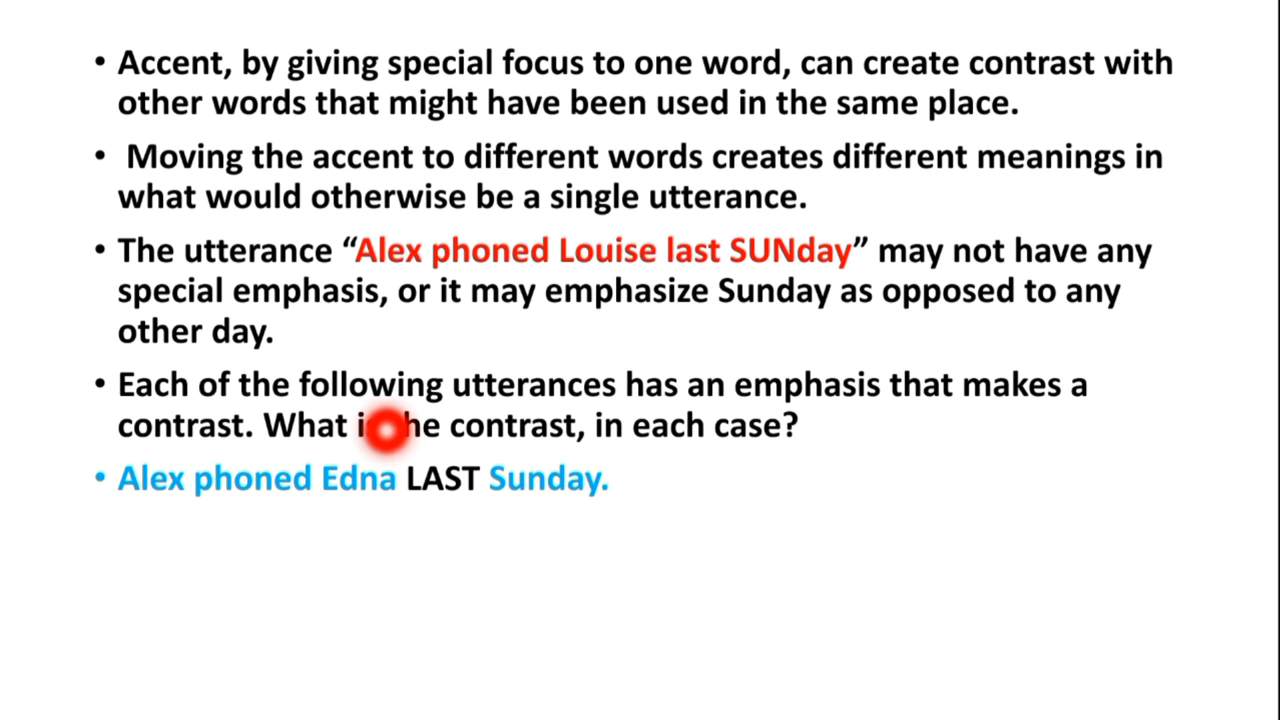 • Accent, by giving special focus to one word, can create contrast with
other words that might have been used in the same place.
• Moving the accent to different words creates different meanings in
what would otherwise be a single utterance.
• The utterance “Alex phoned Louise last SUNday” may not have any
special emphasis, or it may emphasize Sunday as opposed to any
other day.
• Each of the following utterances has an emphasis that makes a
contrast. What is the contrast, in each case?
• Alex phoned Edna LAST Sunday.